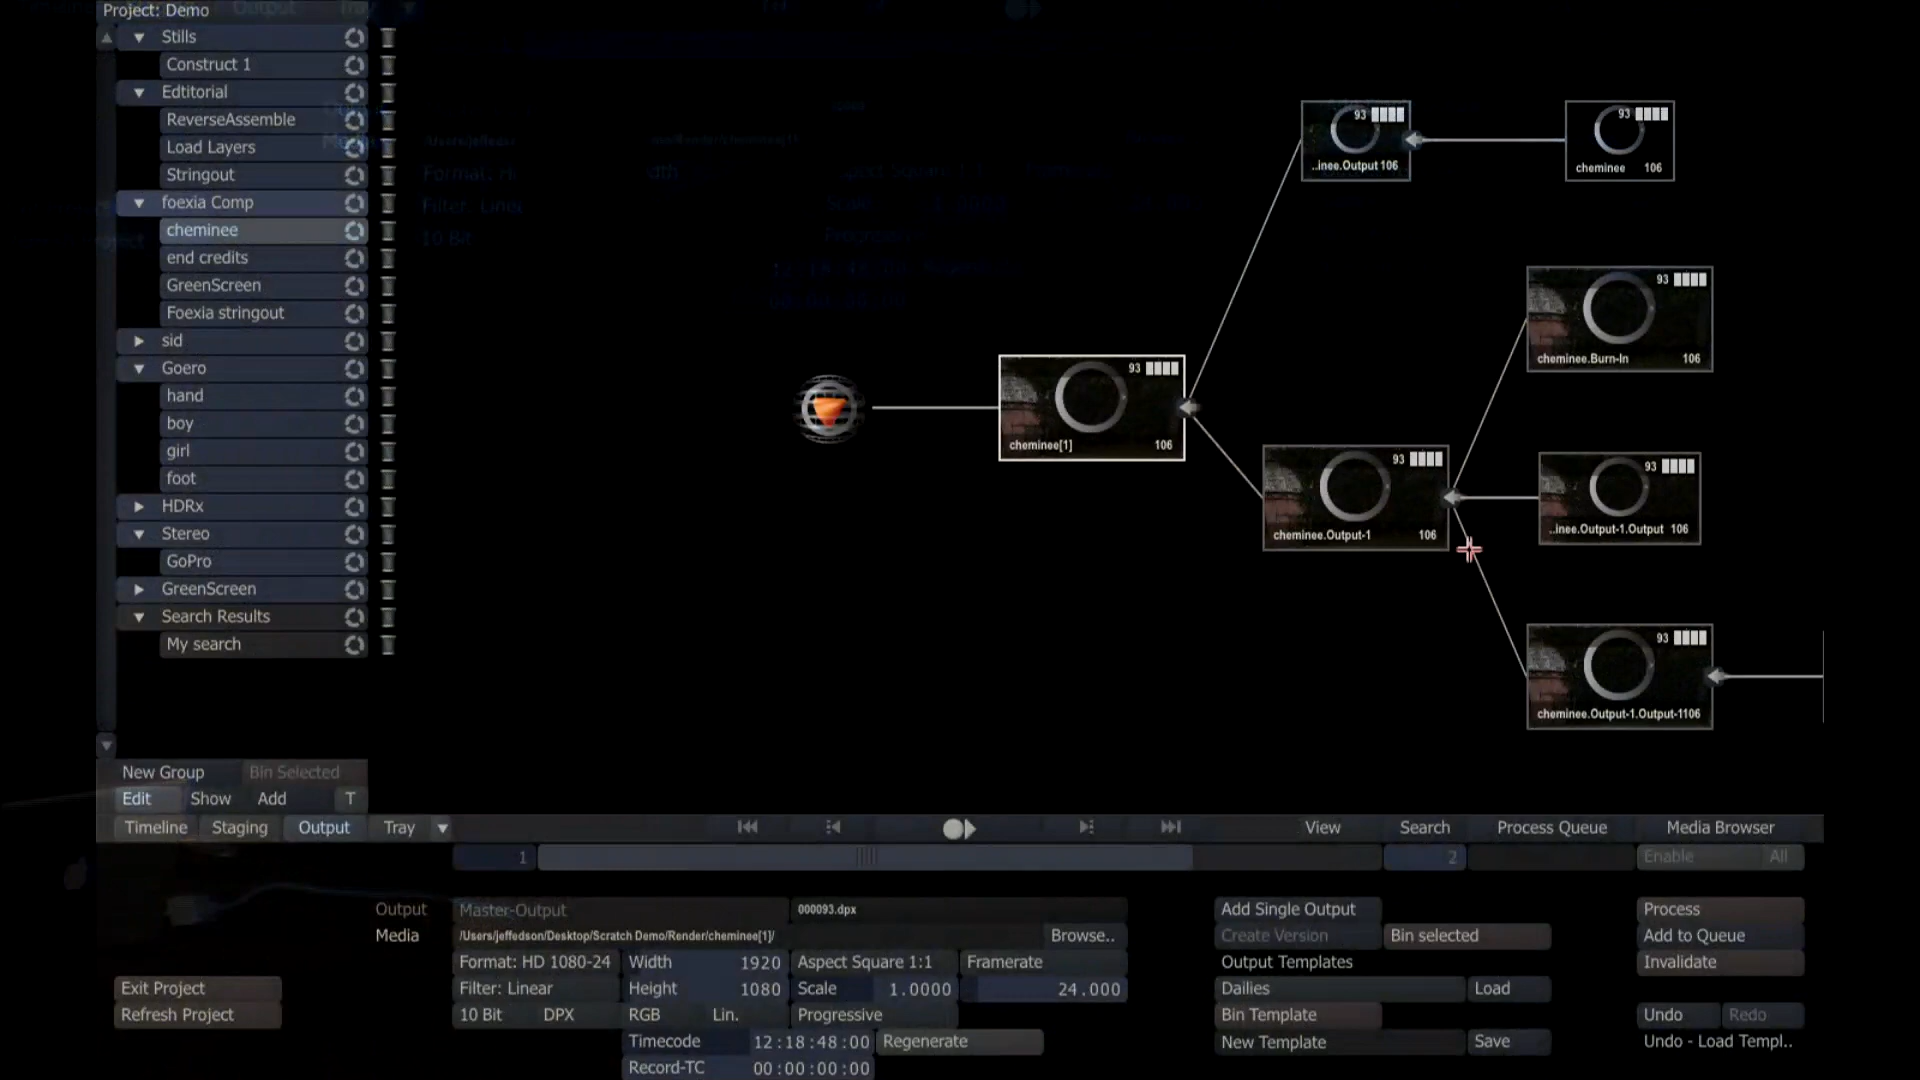 Project: Demo
Stills
Construct 1
Edtitorial
ReverseAssemble
Load Layers
Stringout
foexia Comp
cheminee
end credits
GreenScreen
Foexia stringout
sid
Goero
hand
boy
girl
foot
HDRx
Stereo
GoPro
GreenScreen
Search Results
My search
New Group Bin Selected
Edit Show Add T
93
..inee.Output 106
93
cheminee 106
93
cheminee.Burn-In 106
93
cheminee[1] 106
93
cheminee.Output-1 106
93
..inee.Output-1.Output 106
93
cheminee.Output-1.Output-1106
Timeline Staging Output Tray View Search Process Queue Media Browser
1 2 Enable All
Output Master-Output 000093.dpx Add Single Output Process
Media /Users/jeffedson/Desktop/Scratch Demo/Render/cheminee[1]/ Browse.. Create Version Bin selected Add to Queue
Format: HD 1080-24 Width 1920 Aspect Square 1:1 Framerate Output Templates Invalidate
Exit Project Filter: Linear Height 1080 Scale 1.0000 24.000 Dailies Load
Refresh Project 10 Bit DPX RGB Lin. Progressive Bin Template Undo Redo
Timecode 12:18:48:00 Regenerate New Template Save Undo - Load Templ..
Record-TC 00:00:00:00